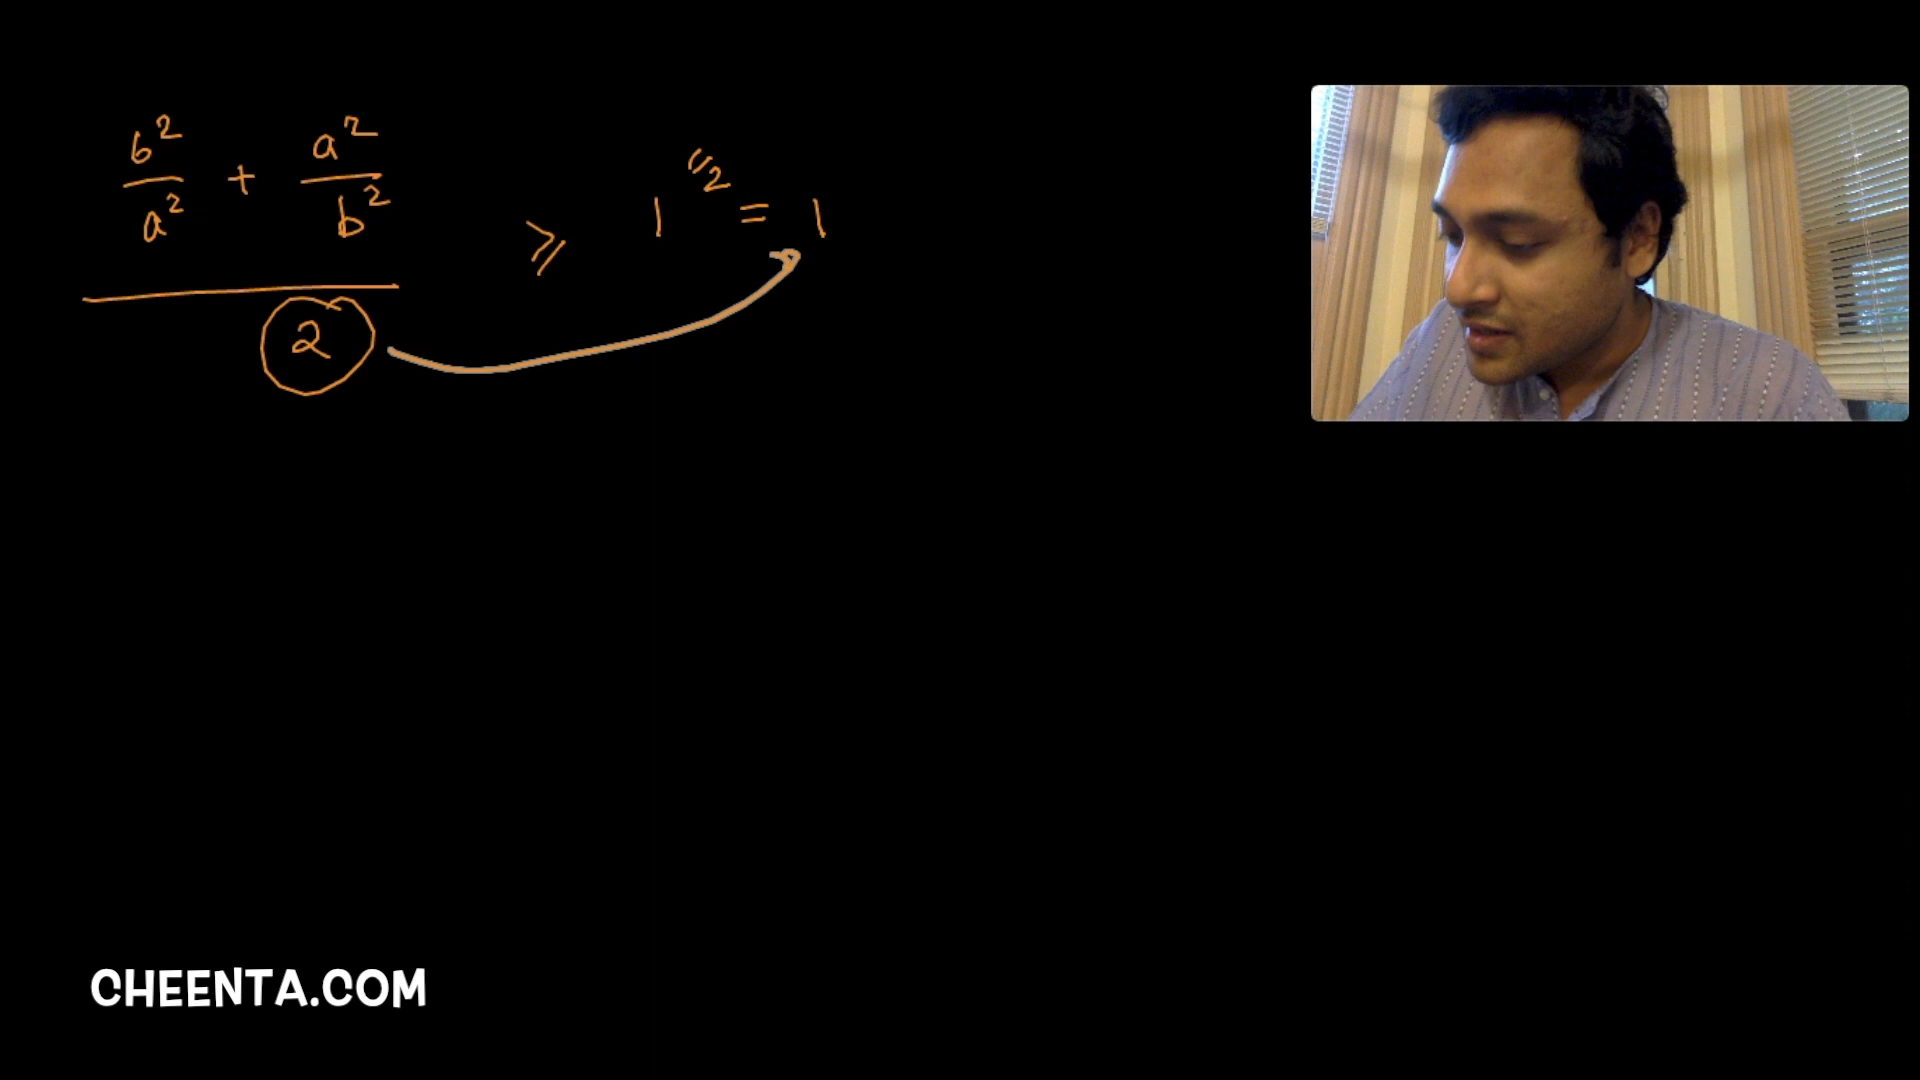 b²/a² + a²/b²
⩾ 1^1/2 = 1
2
CHEENTA.COM